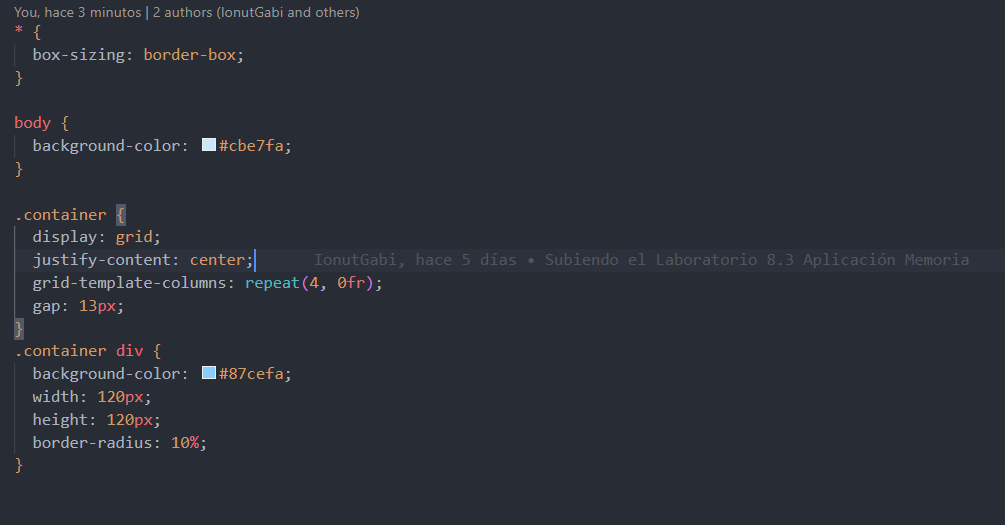 You, hace 3 minutos | 2 authors (IonutGabi and others)
* {
  box-sizing: border-box;
}
body {
  background-color: #cbe7fa;
}
.container {
  display: grid;
  justify-content: center; IonutGabi, hace 5 días • Subiendo el Laboratorio 8.3 Aplicación Memoria
  grid-template-columns: repeat(4, 0fr);
  gap: 13px;
}
.container div {
  background-color: #87cefa;
  width: 120px;
  height: 120px;
  border-radius: 10%;
}